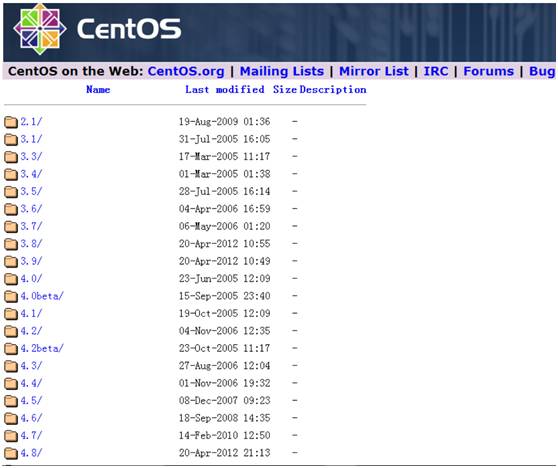 CentOS
CentOS on the Web: CentOS.org | Mailing Lists | Mirror List | IRC | Forums | Bug
Name Last modified Size Description
2.1/ 19-Aug-2009 01:36 -
3.1/ 31-Jul-2005 16:05 -
3.3/ 17-Mar-2005 11:17 -
3.4/ 01-Mar-2005 01:38 -
3.5/ 28-Jul-2005 16:14 -
3.6/ 04-Apr-2006 16:59 -
3.7/ 06-May-2006 01:20 -
3.8/ 20-Apr-2012 10:55 -
3.9/ 20-Apr-2012 10:49 -
4.0/ 23-Jun-2005 12:09 -
4.0beta/ 15-Sep-2005 23:40 -
4.1/ 19-Oct-2005 12:09 -
4.2/ 04-Nov-2006 12:35 -
4.2beta/ 23-Oct-2005 11:17 -
4.3/ 27-Aug-2006 12:04 -
4.4/ 01-Nov-2006 19:32 -
4.5/ 08-Dec-2007 09:23 -
4.6/ 18-Sep-2008 14:35 -
4.7/ 14-Feb-2010 12:50 -
4.8/ 20-Apr-2012 21:13 -